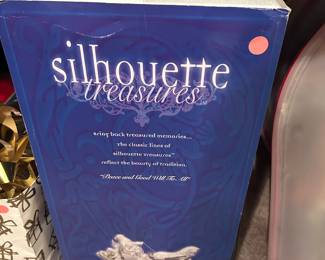 silhouette
treasures
Bring back treasured memories...
The classic lines of
silhouette treasures™
reflect the beauty of tradition.
"Peace and Good Will To All"